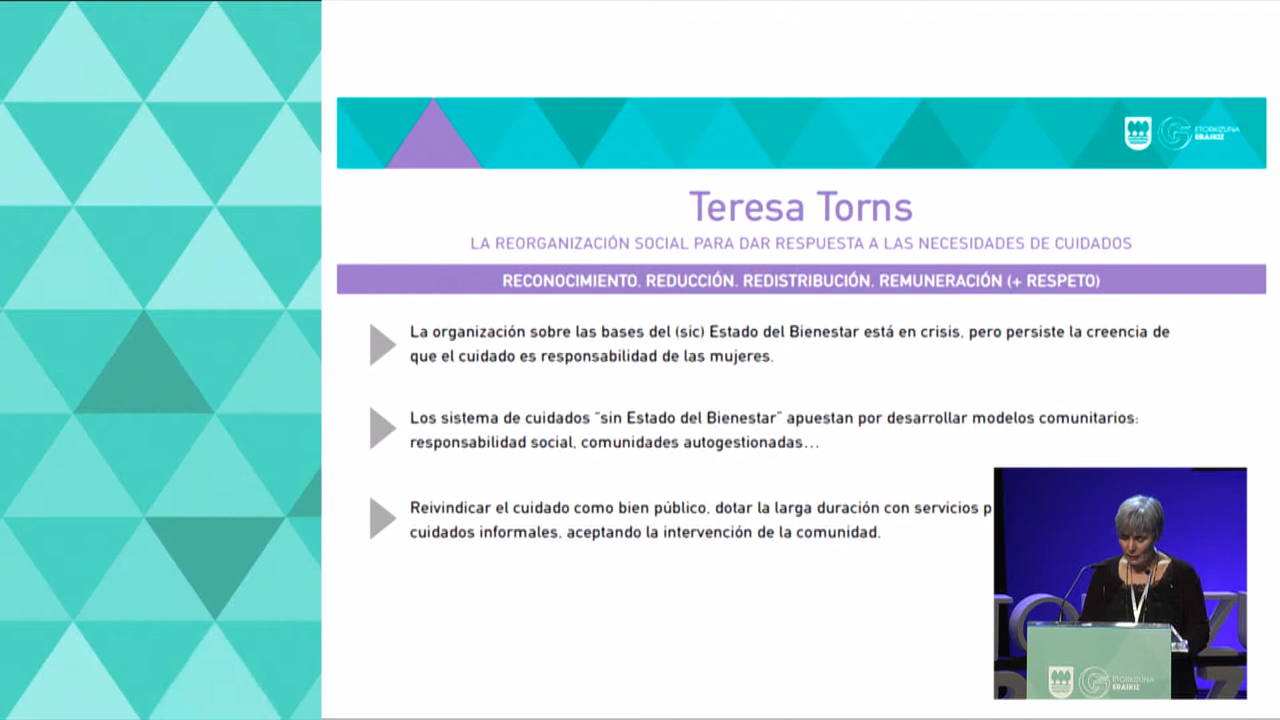 ETORKIZUNA
ERAIKIZ
Teresa Torns
LA REORGANIZACIÓN SOCIAL PARA DAR RESPUESTA A LAS NECESIDADES DE CUIDADOS
RECONOCIMIENTO. REDUCCIÓN. REDISTRIBUCIÓN. REMUNERACIÓN (+ RESPETO)
La organización sobre las bases del (sic) Estado del Bienestar está en crisis, pero persiste la creencia de
que el cuidado es responsabilidad de las mujeres.
Los sistema de cuidados “sin Estado del Bienestar” apuestan por desarrollar modelos comunitarios:
responsabilidad social, comunidades autogestionadas...
Reivindicar el cuidado como bien público, dotar la larga duración con servicios
cuidados informales, aceptando la intervención de la comunidad.
ETORKIZUNA
ERAIKIZ